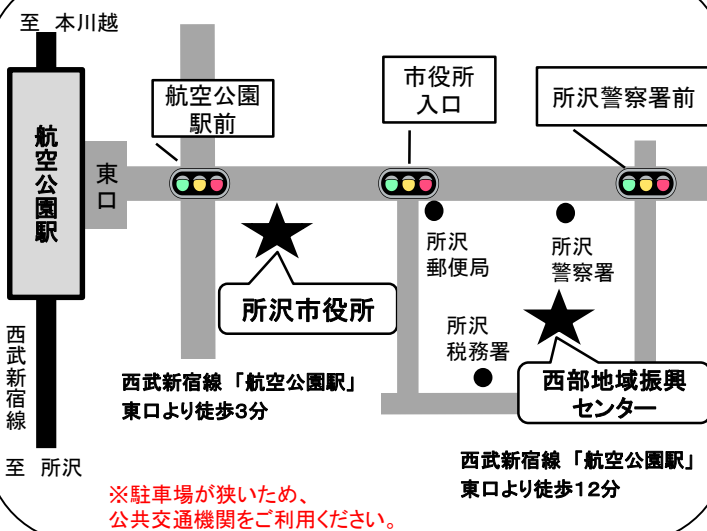 至 本川越
航空公園駅
東口
西武新宿線
至 所沢
航空公園
駅前
市役所
入口
所沢警察署前
所沢
郵便局
所沢
警察署
所沢市役所
所沢
税務署
西部地域振興
センター
西武新宿線 「航空公園駅」
東口より徒歩3分
西武新宿線 「航空公園駅」
東口より徒歩12分
※駐車場が狭いため、
公共交通機関をご利用ください。